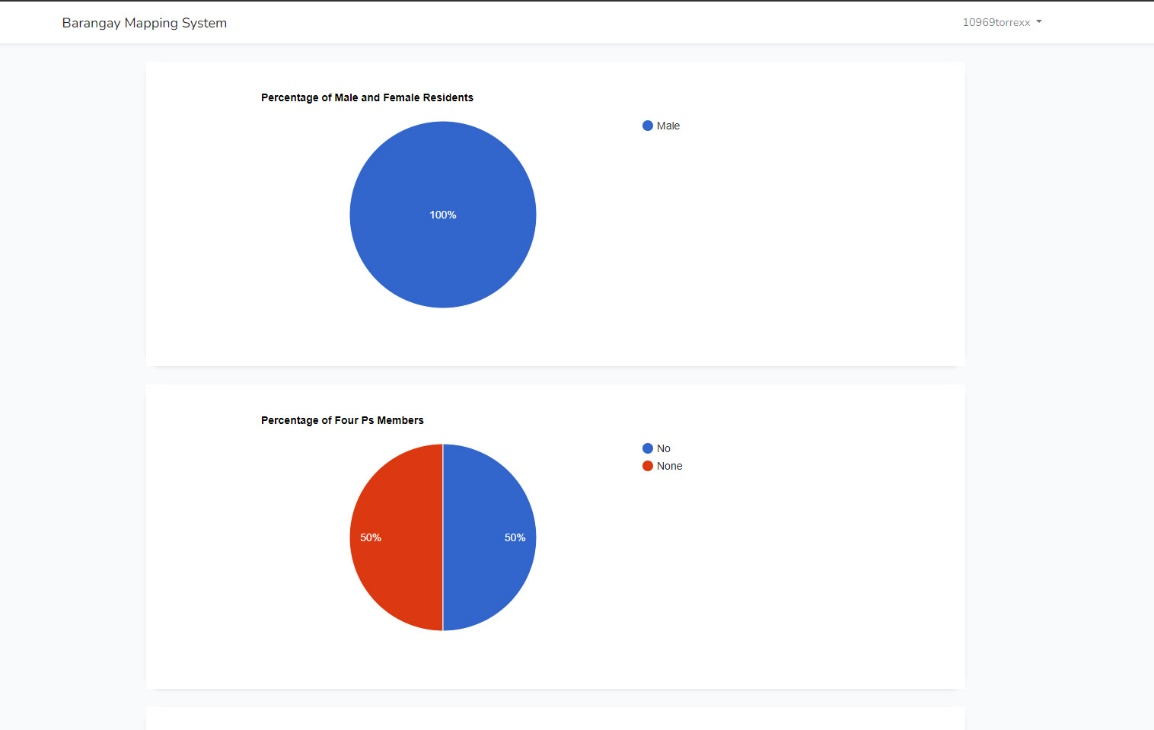 Barangay Mapping System
10969torrexx
Percentage of Male and Female Residents
Male
100%
Percentage of Four Ps Members
No
None
50%
50%